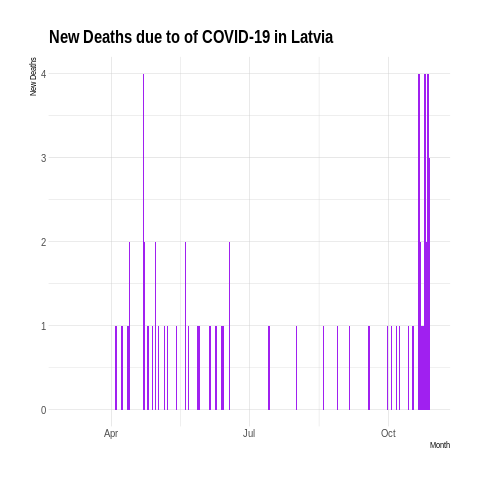 New Deaths due to of COVID-19 in Latvia
New Deaths
4
3
2
1
0
Apr
Jul
Oct
Month